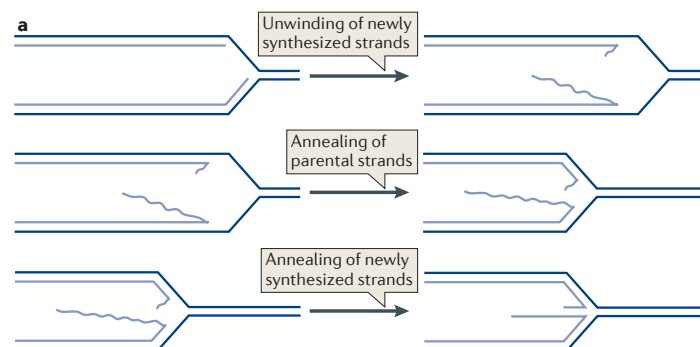 a
Unwinding of newly
synthesized strands
Annealing of
parental strands
Annealing of newly
synthesized strands